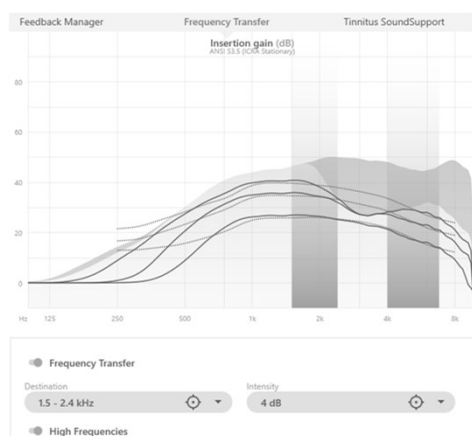 Feedback Manager Frequency Transfer Tinnitus SoundSupport
Insertion gain (dB)
ANSI S3.5 (ICRA Stationary)
80
60
40
20
0
Hz 125 250 500 1k 2k 4k 8k
Frequency Transfer
Destination Intensity
1.5 - 2.4 kHz 4 dB
High Frequencies